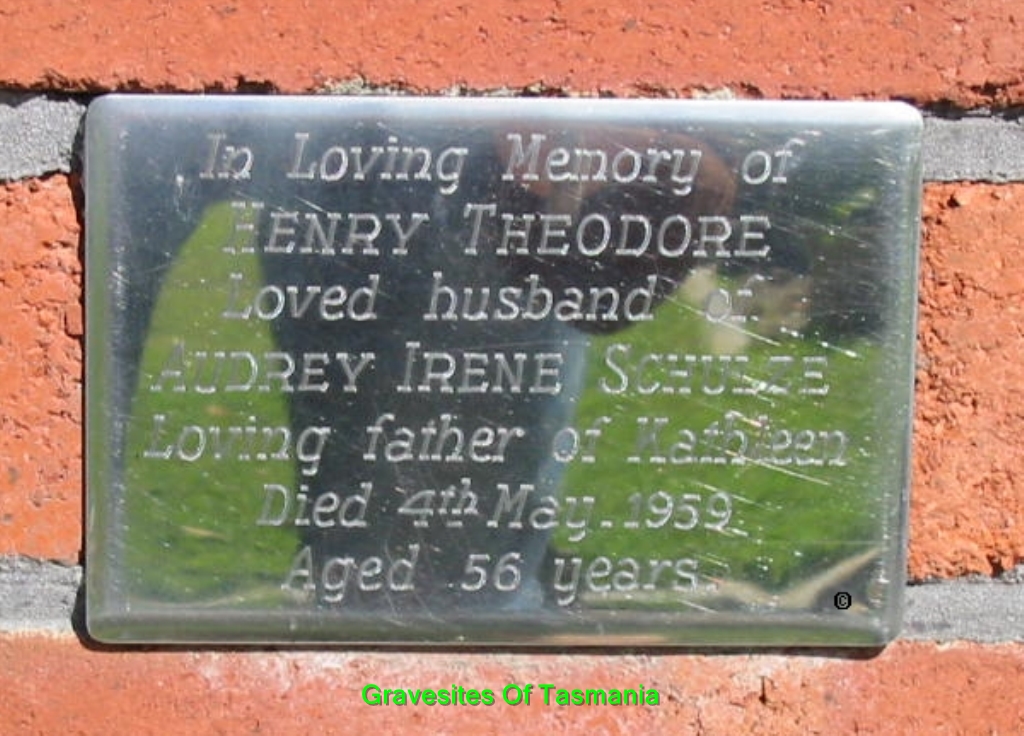 In Loving Memory of
HENRY THEODORE
Loved husband of
AUDREY IRENE SCHULZE
Loving father of Kathleen
Died 4th May. 1959
Aged 56 years.
©
Gravesites Of Tasmania